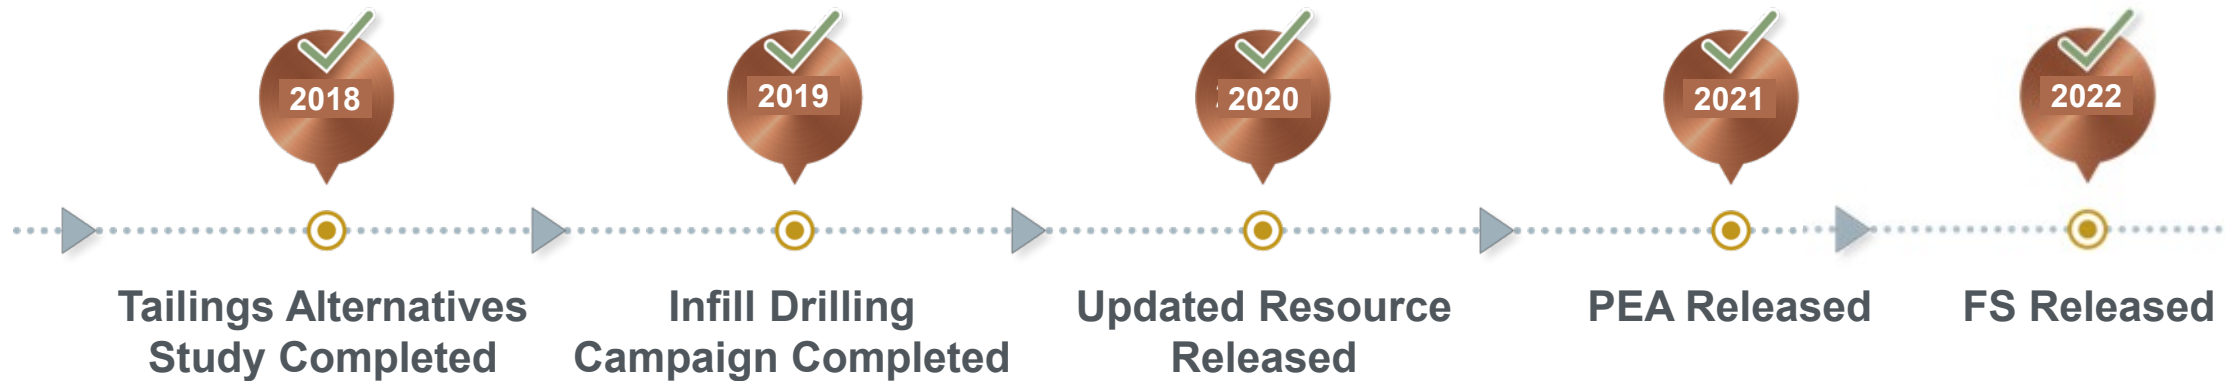 2018
2019
2020
2021
2022
Tailings Alternatives
Study Completed
Infill Drilling
Campaign Completed
Updated Resource
Released
PEA Released
FS Released